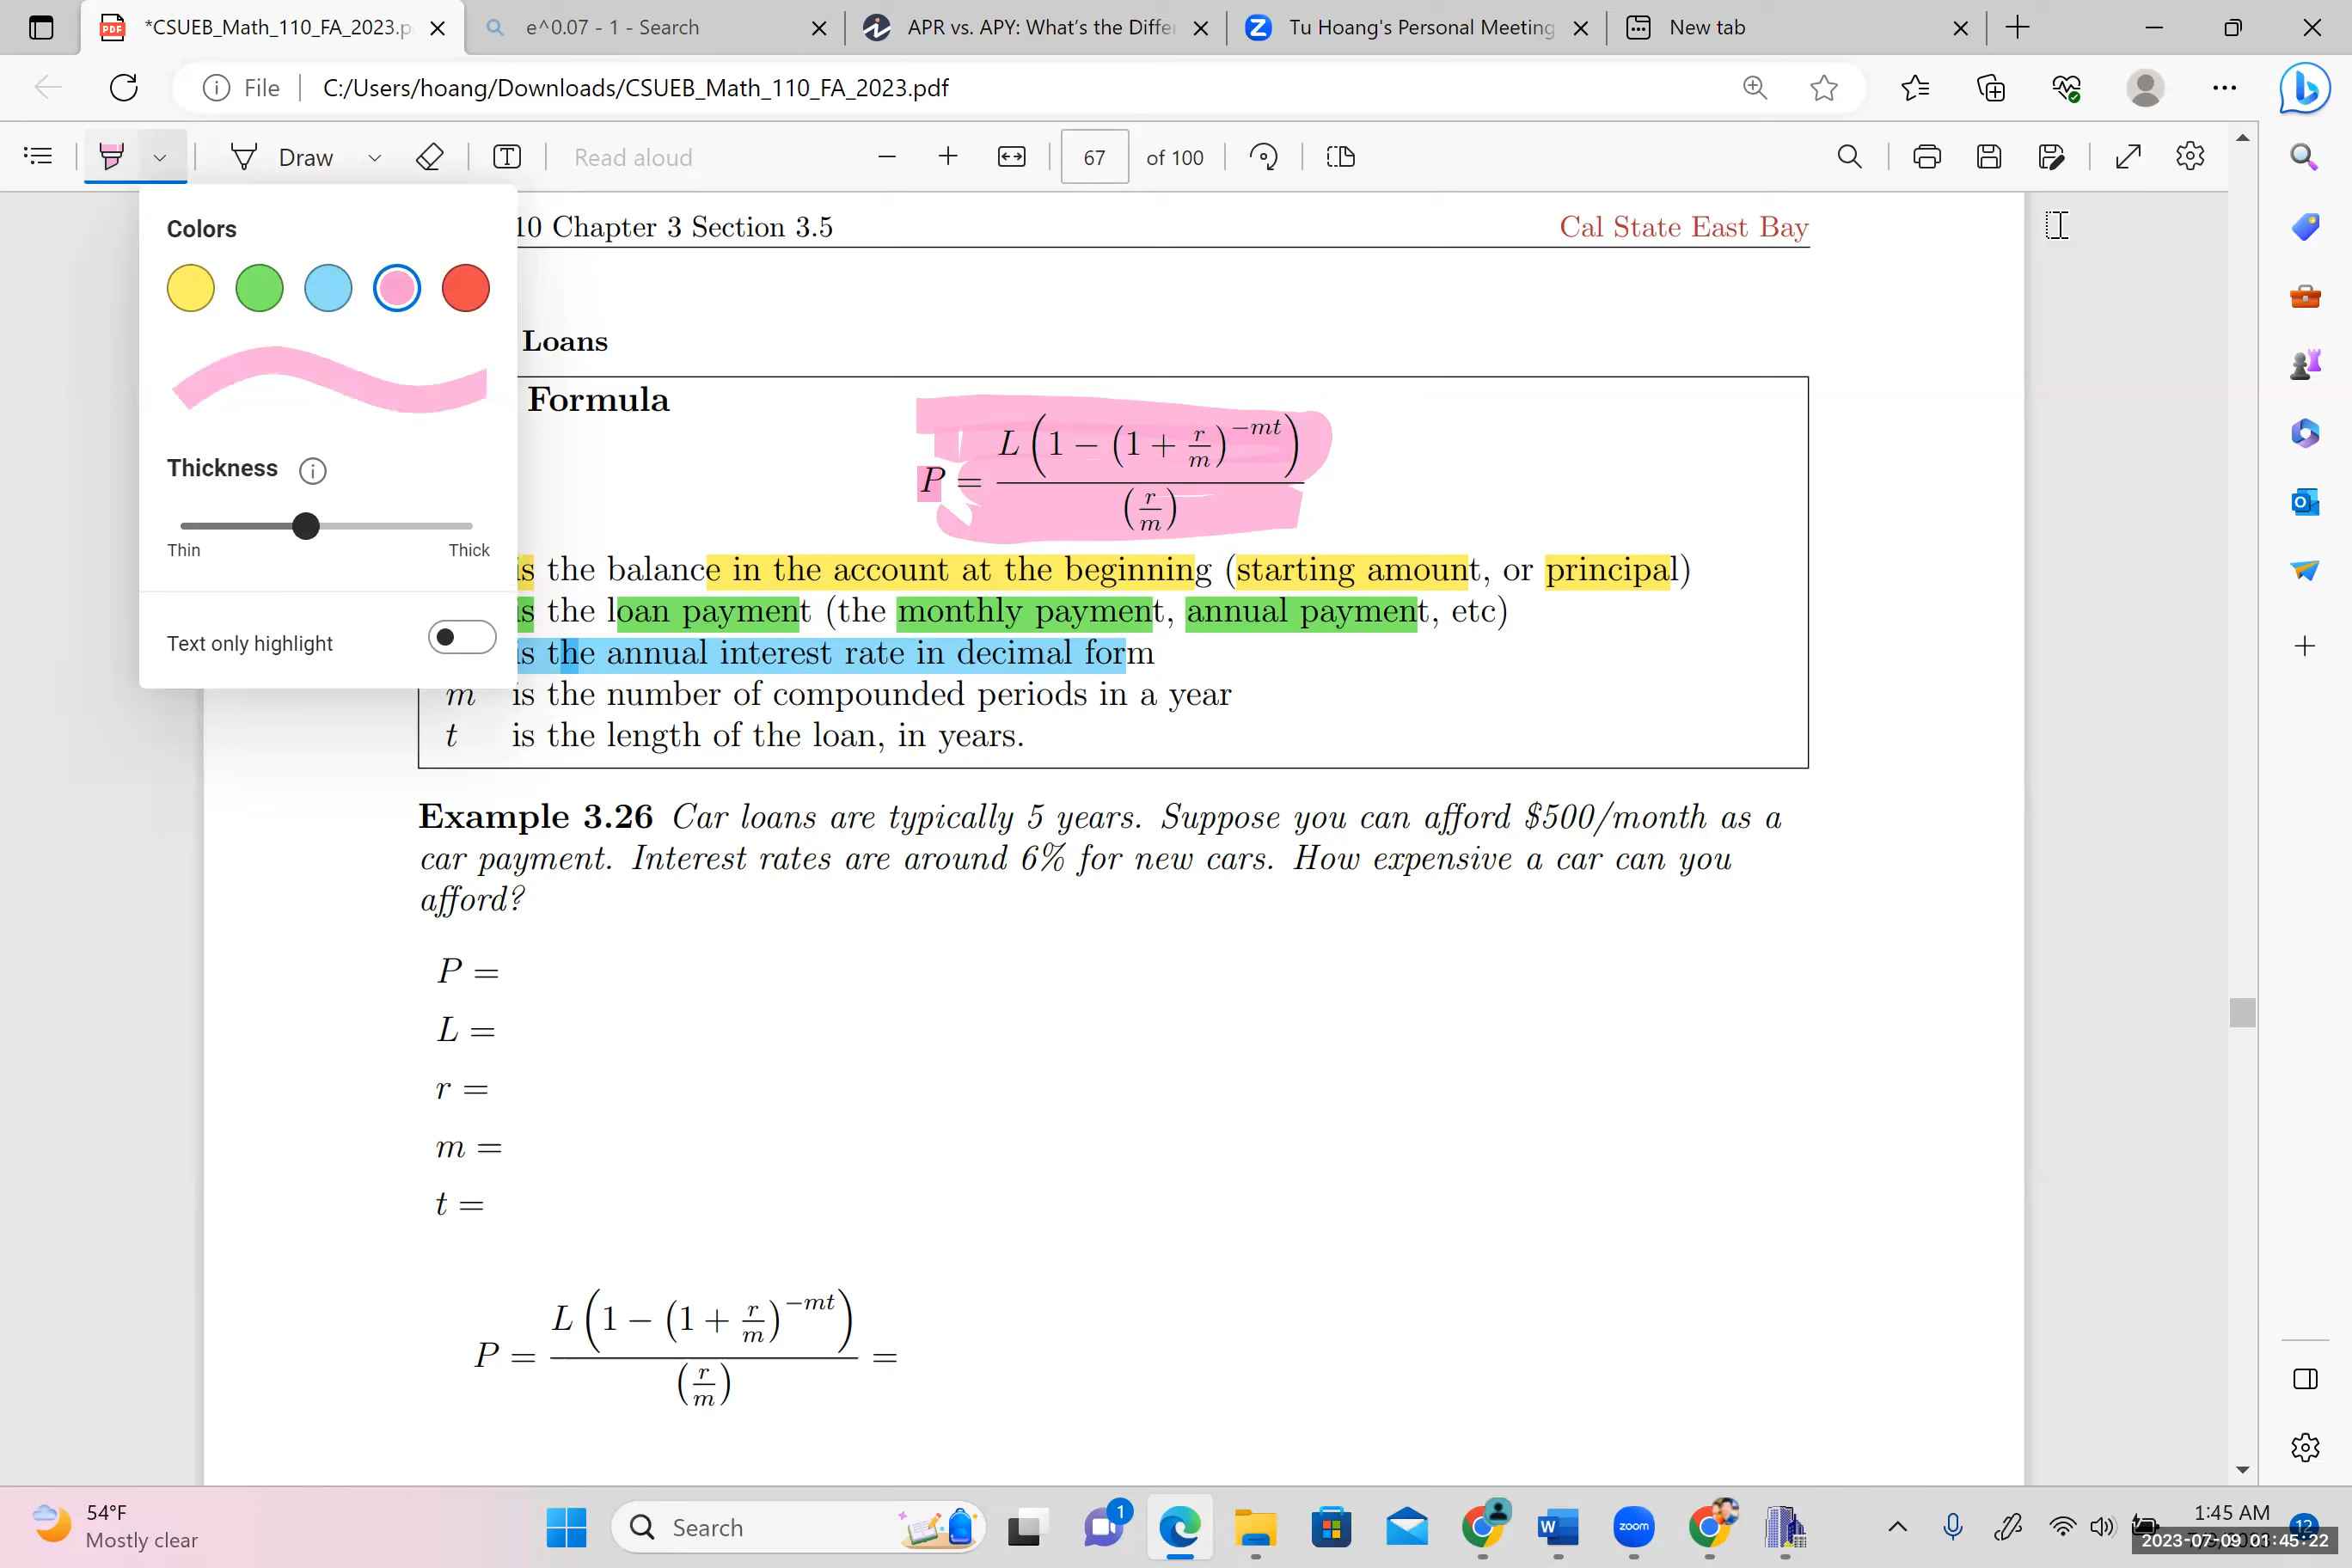 *CSUEB_Math_110_FA_2023.p
e^0.07 - 1 - Search
APR vs. APY: What's the Diffe
Tu Hoang's Personal Meeting
New tab
File
C:/Users/hoang/Downloads/CSUEB_Math_110_FA_2023.pdf
Draw
Read aloud
67 of 100
Colors
Thickness
Thin Thick
Text only highlight
10 Chapter 3 Section 3.5 Cal State East Bay
Loans
Formula
P = L(1 − (1 + r/m)^−mt) / (r/m)
is the balance in the account at the beginning (starting amount, or principal)
is the loan payment (the monthly payment, annual payment, etc)
is the annual interest rate in decimal form
m is the number of compounded periods in a year
t is the length of the loan, in years.
Example 3.26 Car loans are typically 5 years. Suppose you can afford $500/month as a
car payment. Interest rates are around 6% for new cars. How expensive a car can you
afford?
P =
L =
r =
m =
t =
P = L(1 − (1 + r/m)^−mt) / (r/m) =
54°F
Mostly clear
Search
1
zoom
1:45 AM
12
2023-07-09 01:45:22